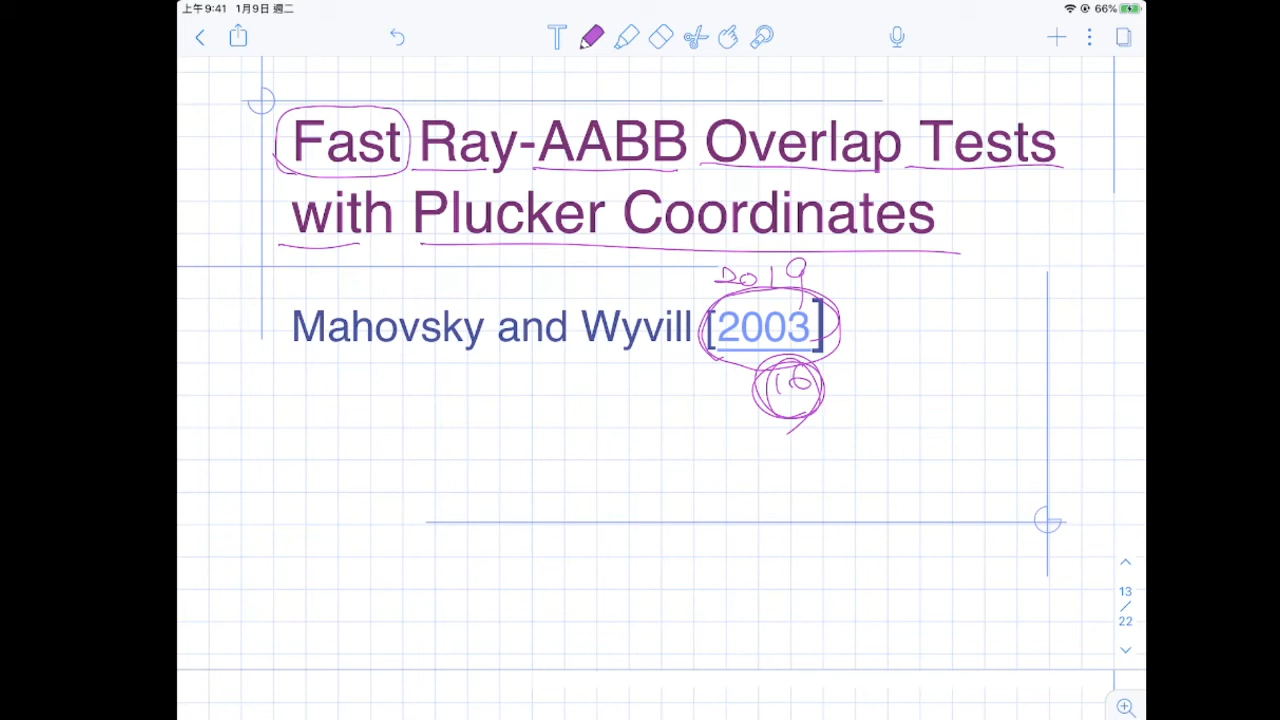 上午9:41 1月9日 週二
66%
T
Fast Ray-AABB Overlap Tests
with Plucker Coordinates
2019
Mahovsky and Wyvill [2003]
16
13
/
22